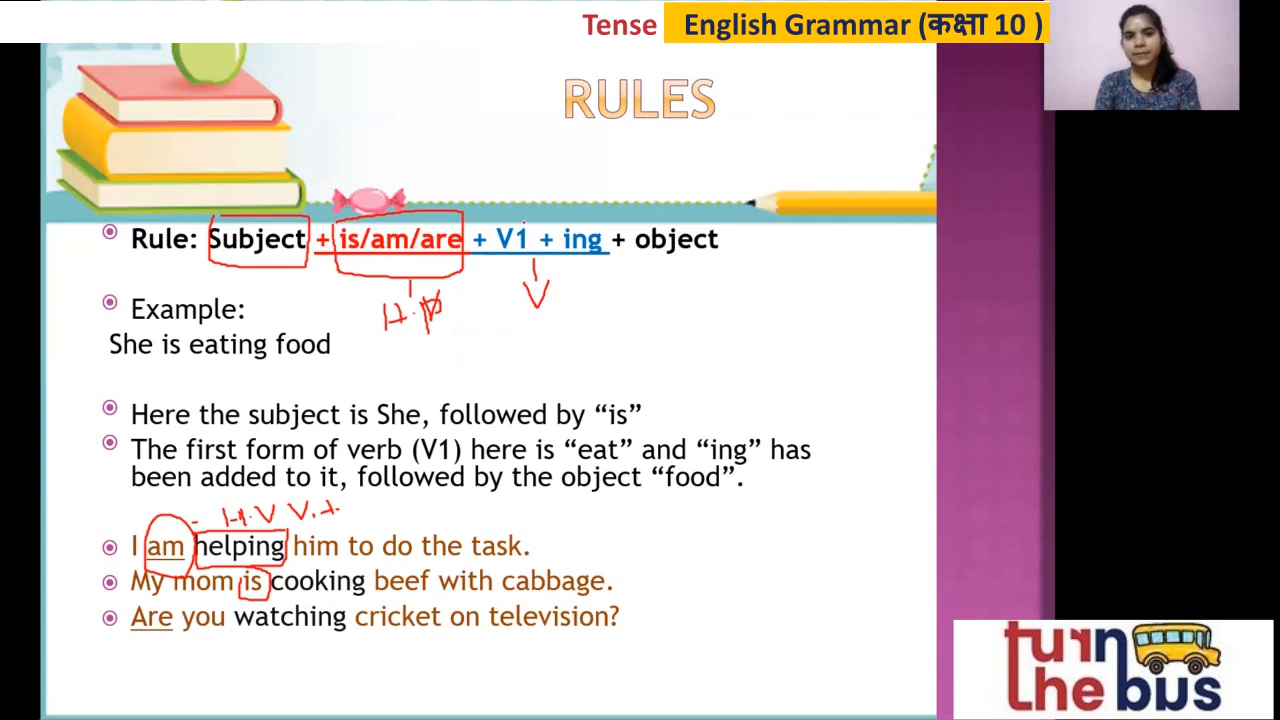 Tense English Grammar (कक्षा 10 )
RULES
Rule: Subject + is/am/are + V1 + ing + object
H.V
V
Example:
She is eating food
Here the subject is She, followed by “is”
The first form of verb (V1) here is “eat” and “ing” has
been added to it, followed by the object “food”.
H.V V.t
I am helping him to do the task.
My mom is cooking beef with cabbage.
Are you watching cricket on television?
turn
the bus